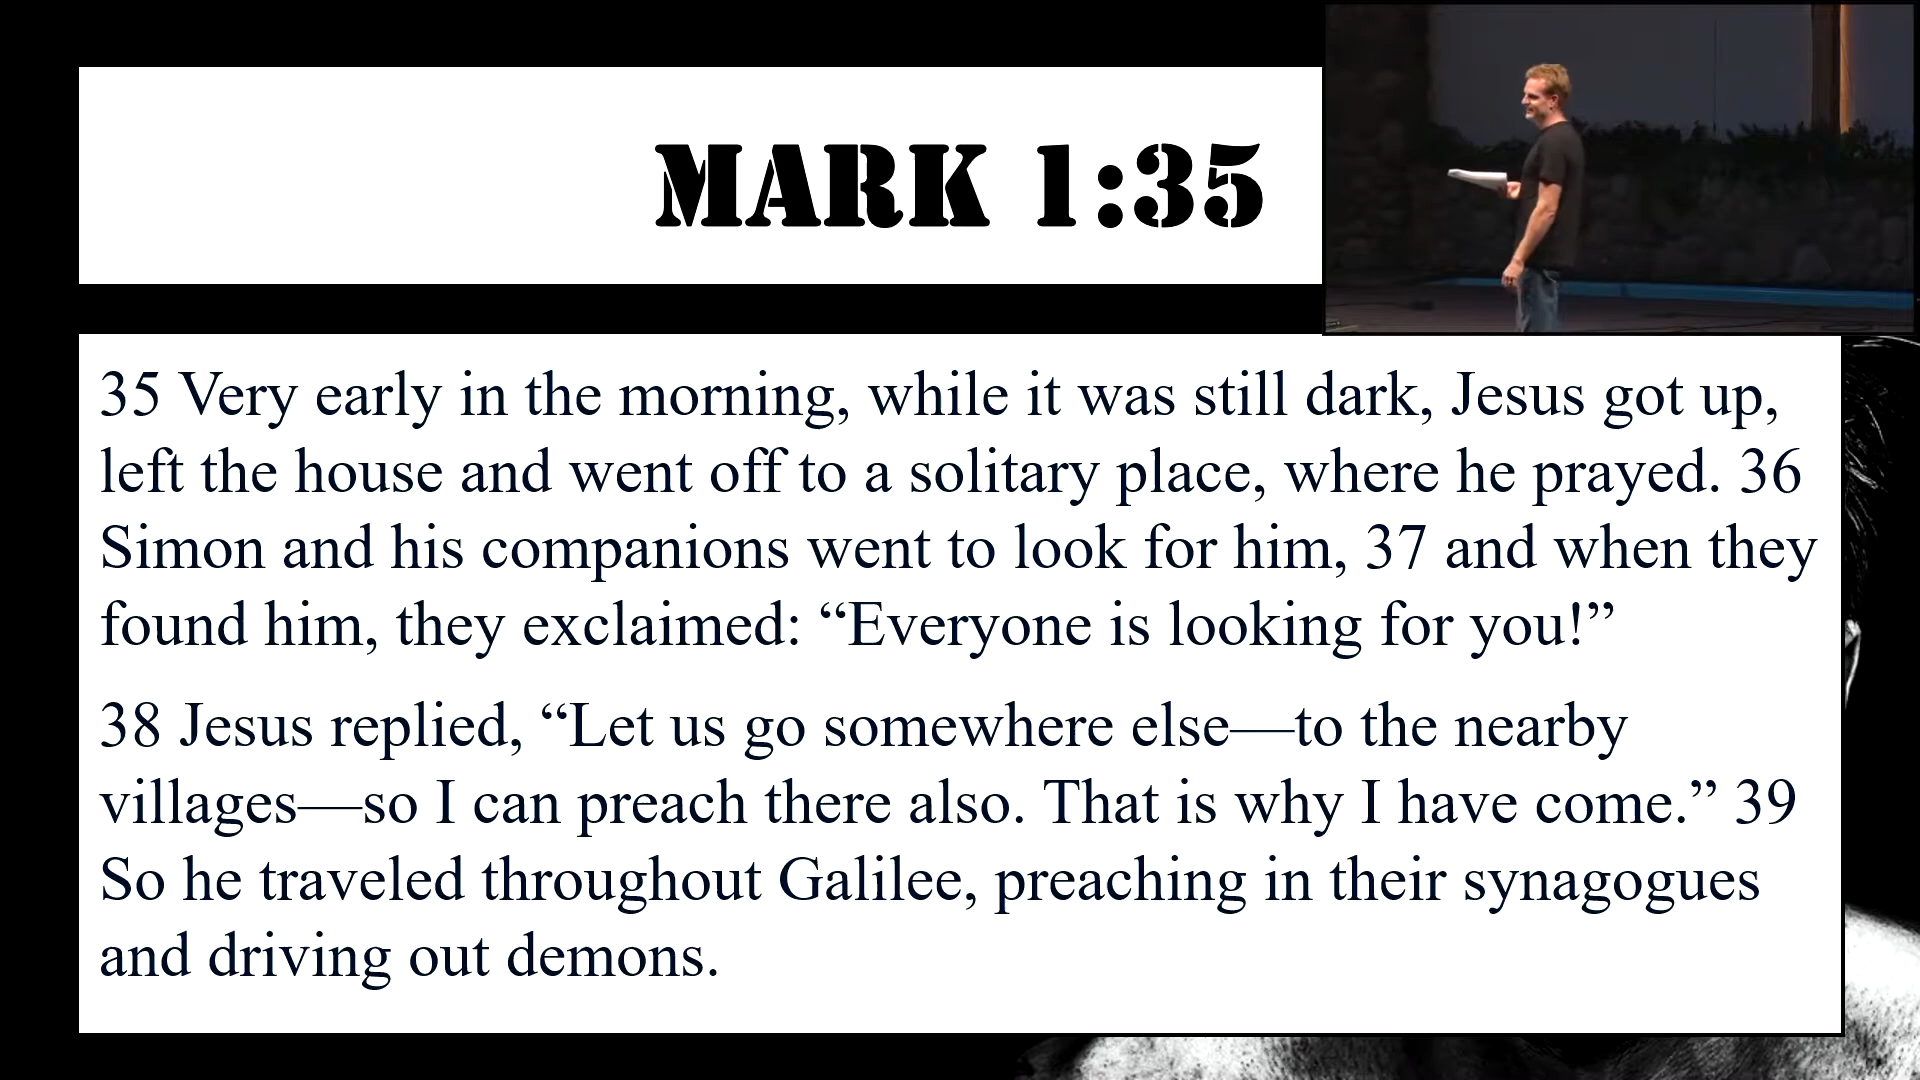 MARK 1:35
35 Very early in the morning, while it was still dark, Jesus got up,
left the house and went off to a solitary place, where he prayed. 36
Simon and his companions went to look for him, 37 and when they
found him, they exclaimed: “Everyone is looking for you!”
38 Jesus replied, “Let us go somewhere else—to the nearby
villages—so I can preach there also. That is why I have come.” 39
So he traveled throughout Galilee, preaching in their synagogues
and driving out demons.